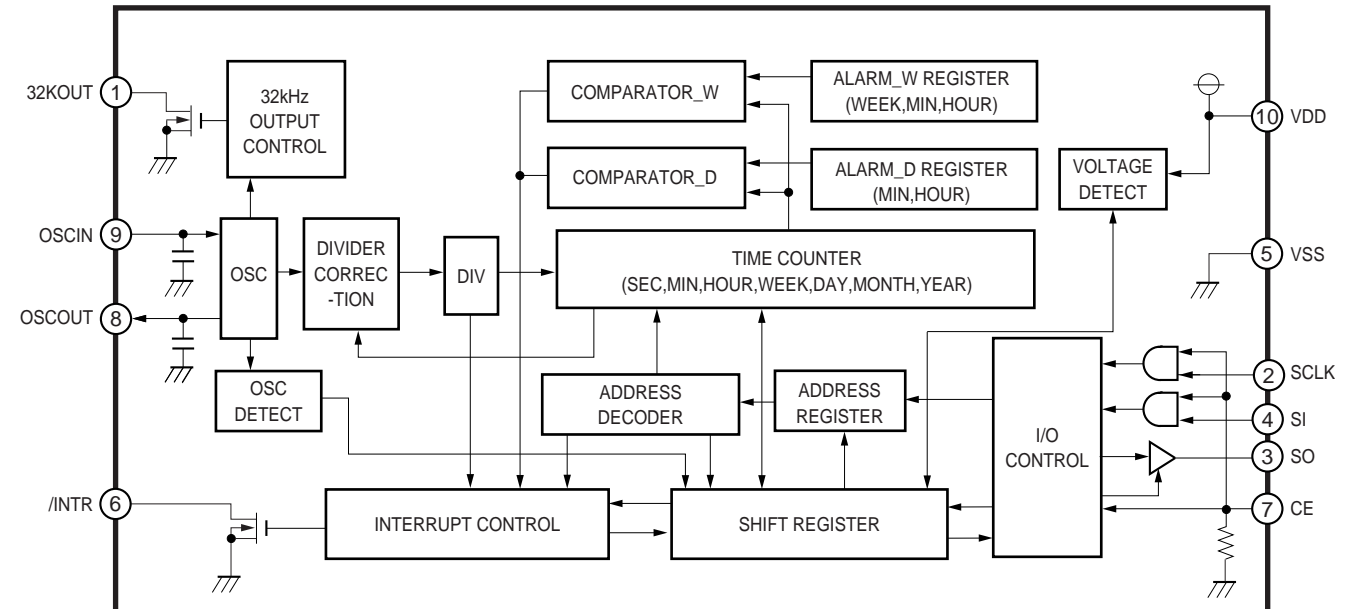 32KOUT
1
32kHz
OUTPUT
CONTROL
COMPARATOR_W
ALARM_W REGISTER
(WEEK,MIN,HOUR)
10
VDD
COMPARATOR_D
ALARM_D REGISTER
(MIN,HOUR)
VOLTAGE
DETECT
OSCIN
9
OSC
DIVIDER
CORREC
-TION
DIV
TIME COUNTER
(SEC,MIN,HOUR,WEEK,DAY,MONTH,YEAR)
5
VSS
OSCOUT
8
OSC
DETECT
ADDRESS
DECODER
ADDRESS
REGISTER
I/O
CONTROL
2
SCLK
4
SI
3
SO
/INTR
6
INTERRUPT CONTROL
SHIFT REGISTER
7
CE